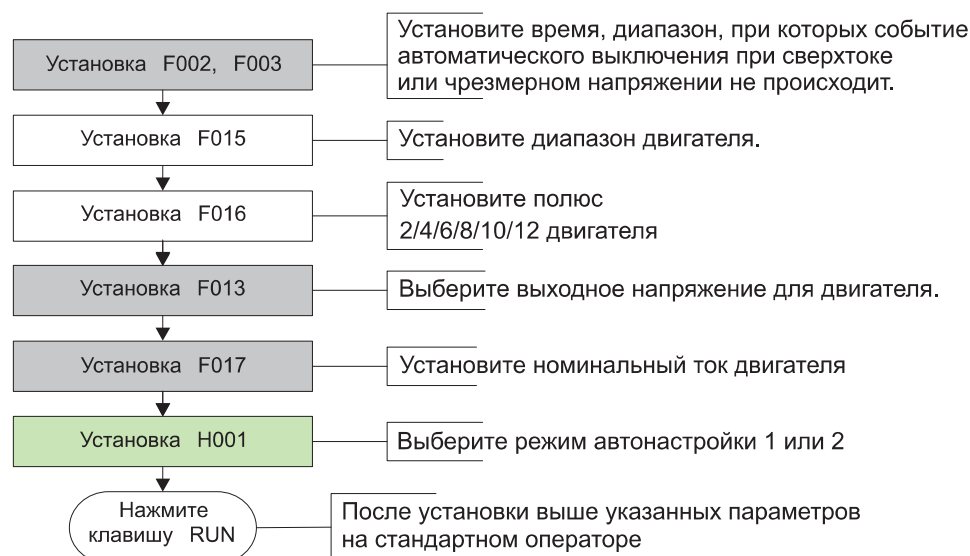 Установка F002, F003
Установите время, диапазон, при которых событие
автоматического выключения при сверхтоке
или чрезмерном напряжении не происходит.
Установка F015
Установите диапазон двигателя.
Установка F016
Установите полюс
2/4/6/8/10/12 двигателя
Установка F013
Выберите выходное напряжение для двигателя.
Установка F017
Установите номинальный ток двигателя
Установка H001
Выберите режим автонастройки 1 или 2
Нажмите
клавишу RUN
После установки выше указанных параметров
на стандартном операторе